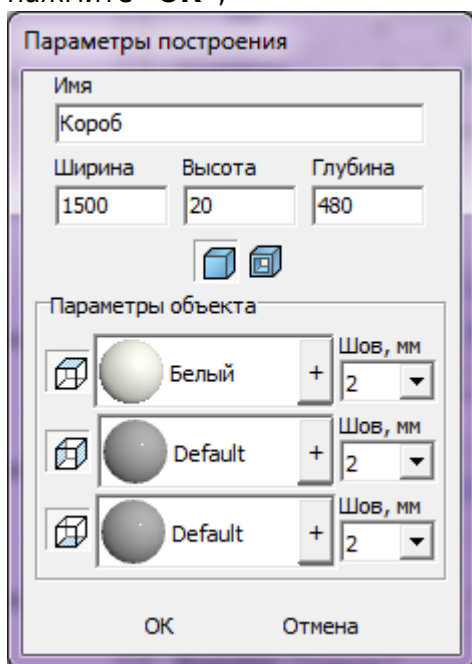 Параметры построения
Имя
Короб
Ширина Высота Глубина
1500 20 480
Параметры объекта
Шов, мм
Белый + 2
Шов, мм
Default + 2
Шов, мм
Default + 2
ОК Отмена